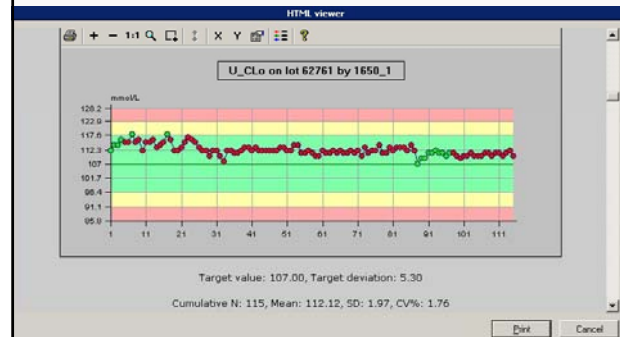 HTML viewer
1:1 X Y ?
U_CLo on lot 62761 by 1650_1
mmol/L
128.2
122.9
117.6
112.3
107
101.7
96.4
91.1
85.8
1 11 21 31 41 51 61 71 81 91 101 111
Target value: 107.00, Target deviation: 5.30
Cumulative N: 115, Mean: 112.12, SD: 1.97, CV%: 1.76
Print Cancel